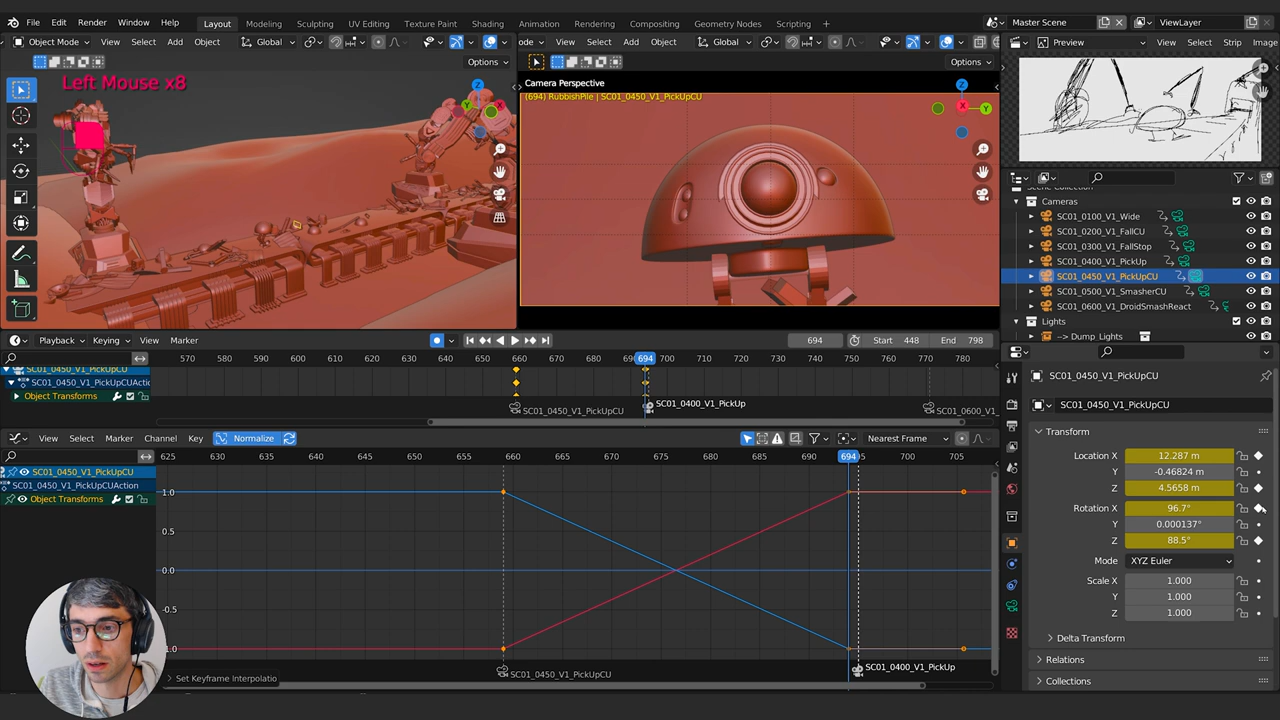 File Edit Render Window Help Layout Modeling Sculpting UV Editing Texture Paint Shading Animation Rendering Compositing Geometry Nodes Scripting + Master Scene ViewLayer
Object Mode View Select Add Object Global ode View Select Add Object Global Preview View Select Strip Image
Options Options
Left Mouse x8
Camera Perspective
(694) RubbishPile | SC01_0450_V1_PickUpCU
Z
Y
X
Z
X
Y
Cameras
SC01_0100_V1_Wide
SC01_0200_V1_FallCU
SC01_0300_V1_FallStop
SC01_0400_V1_PickUp
SC01_0450_V1_PickUpCU
SC01_0500_V1_SmasherCU
SC01_0600_V1_DroidSmashReact
Lights
--> Dump_Lights
Playback Keying View Marker 694 Start 448 End 798
570 580 590 600 610 620 630 640 650 660 670 680 694 700 710 720 730 740 750 760 770 780
SC01_0450_V1_PickUpCU
SC01_0450_V1_PickUpCUActic
Object Transforms
SC01_0450_V1_PickUpCU SC01_0400_V1_PickUp SC01_0600_V1_
View Select Marker Channel Key Normalize Nearest Frame
625 630 635 640 645 650 655 660 665 670 675 680 685 690 694 700 705
SC01_0450_V1_PickUpCU
SC01_0450_V1_PickUpCUAction
Object Transforms
1.0
0.5
0.0
-0.5
1.0
SC01_0450_V1_PickUpCU SC01_0400_V1_PickUp
Set Keyframe Interpolatio
SC01_0450_V1_PickUpCU
SC01_0450_V1_PickUpCU
Transform
Location X 12.287 m
Y -0.46824 m
Z 4.5658 m
Rotation X 96.7°
Y 0.000137°
Z 88.5°
Mode XYZ Euler
Scale X 1.000
Y 1.000
Z 1.000
Delta Transform
Relations
Collections